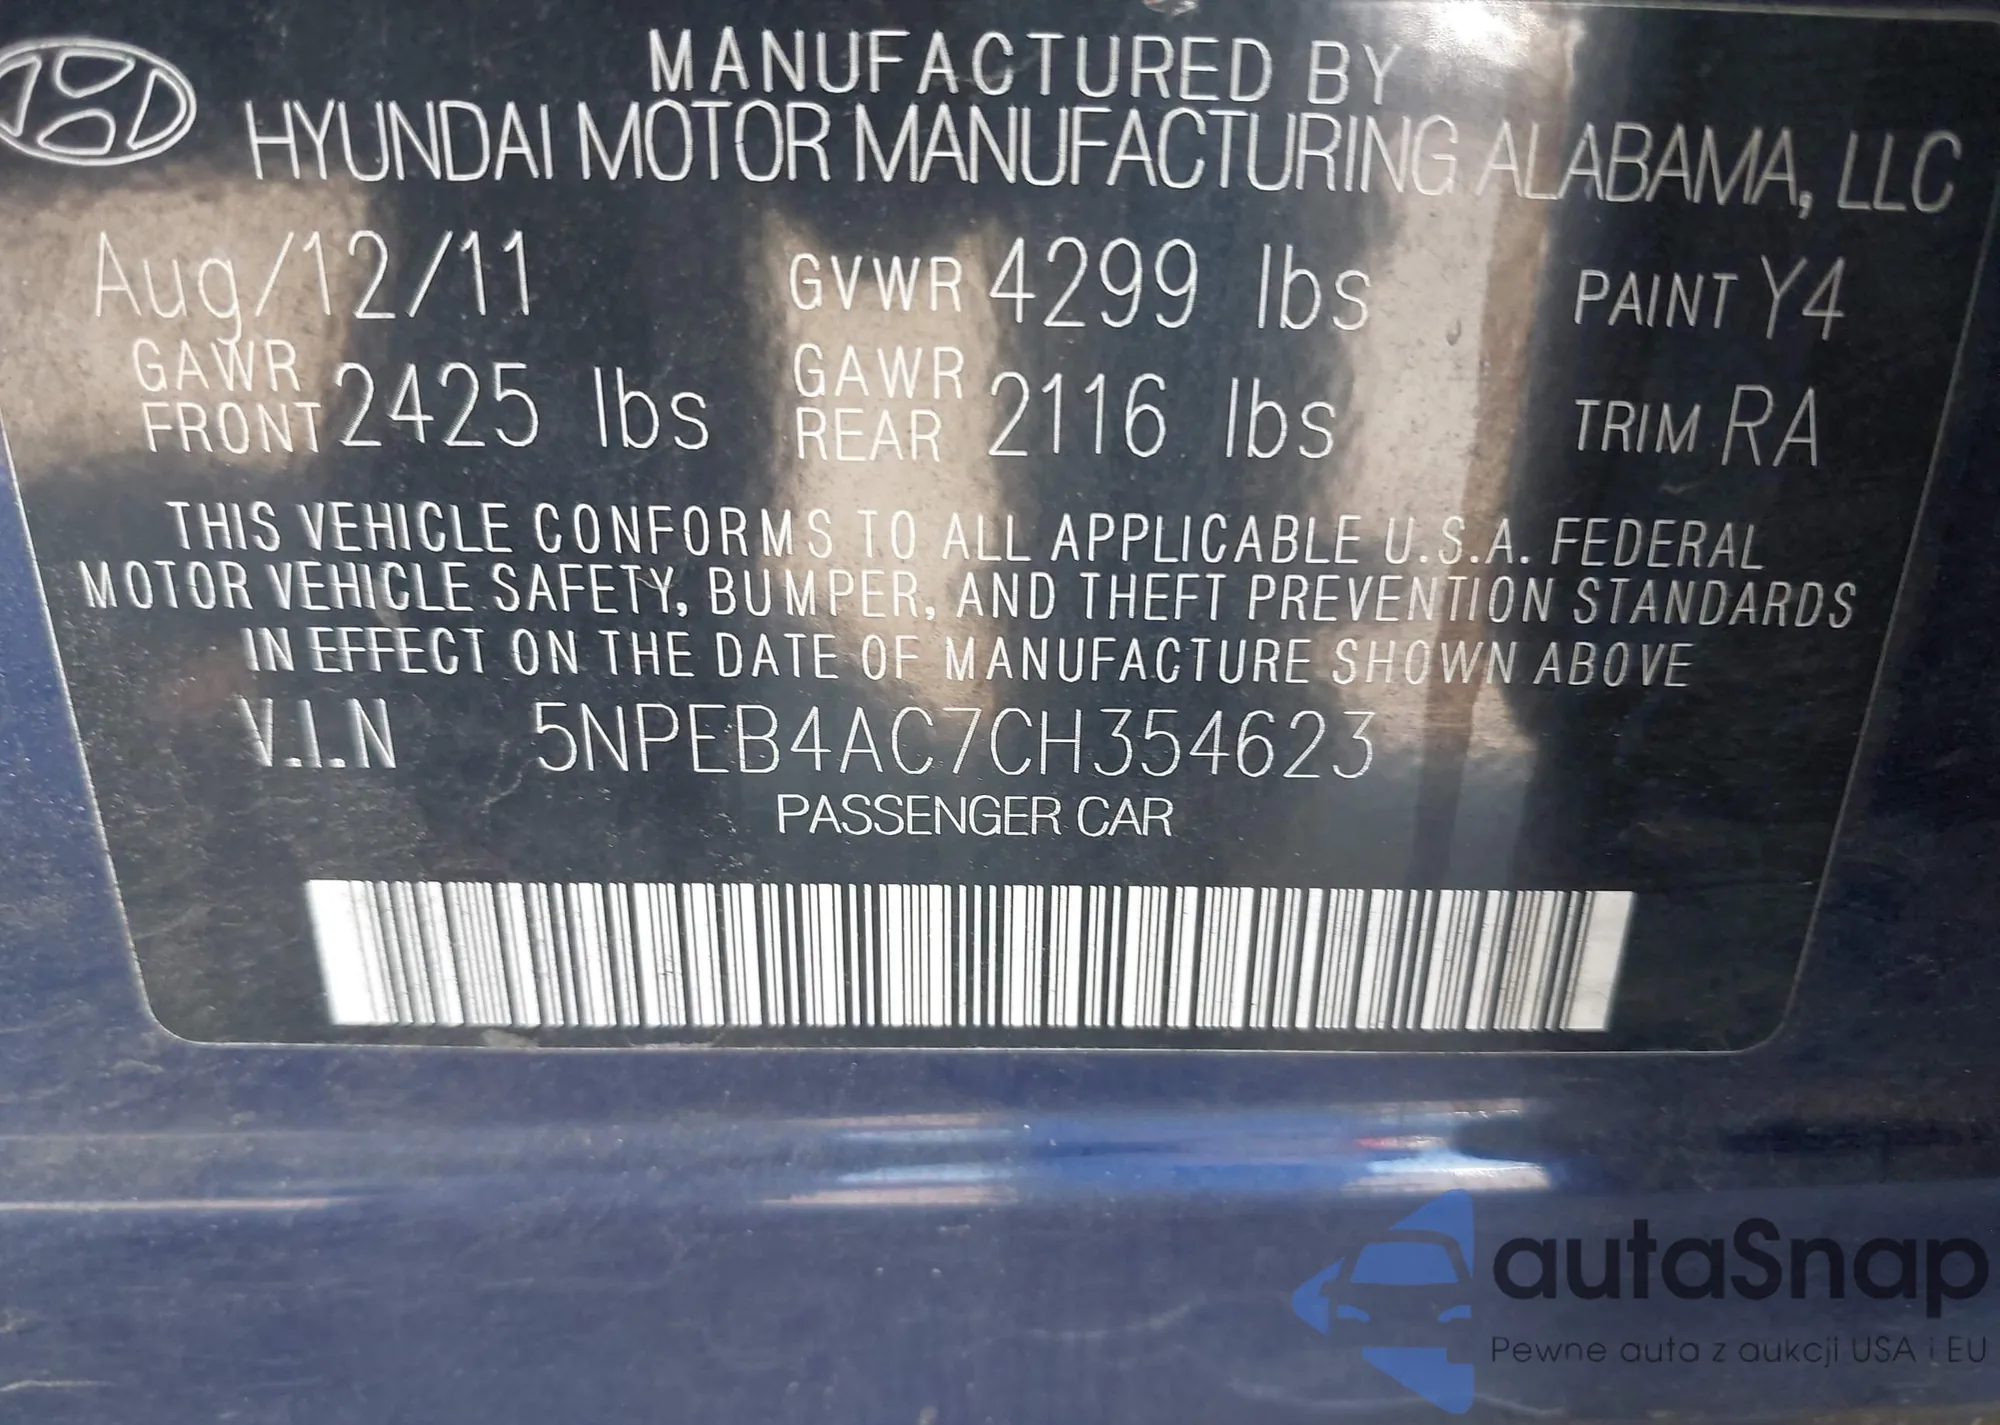 MANUFACTURED BY
HYUNDAI MOTOR MANUFACTURING ALABAMA, LLC
Aug/12/11 GVWR 4299 lbs PAINT Y4
GAWR FRONT 2425 lbs GAWR REAR 2116 lbs TRIM RA
THIS VEHICLE CONFORMS TO ALL APPLICABLE U.S.A. FEDERAL
MOTOR VEHICLE SAFETY, BUMPER, AND THEFT PREVENTION STANDARDS
IN EFFECT ON THE DATE OF MANUFACTURE SHOWN ABOVE
V.I.N 5NPEB4AC7CH354623
PASSENGER CAR
autaSnap
Pewne auta z aukcji USA i EU